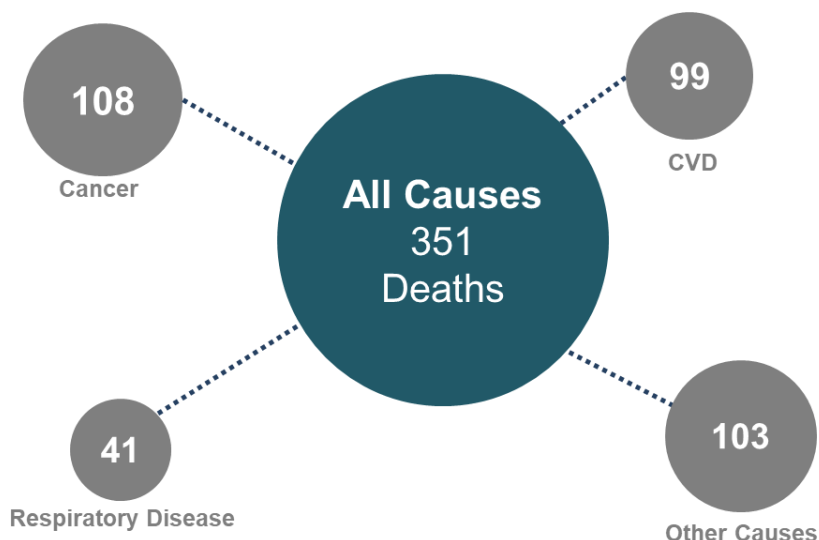 108
Cancer
99
CVD
All Causes
351
Deaths
41
Respiratory Disease
103
Other Causes